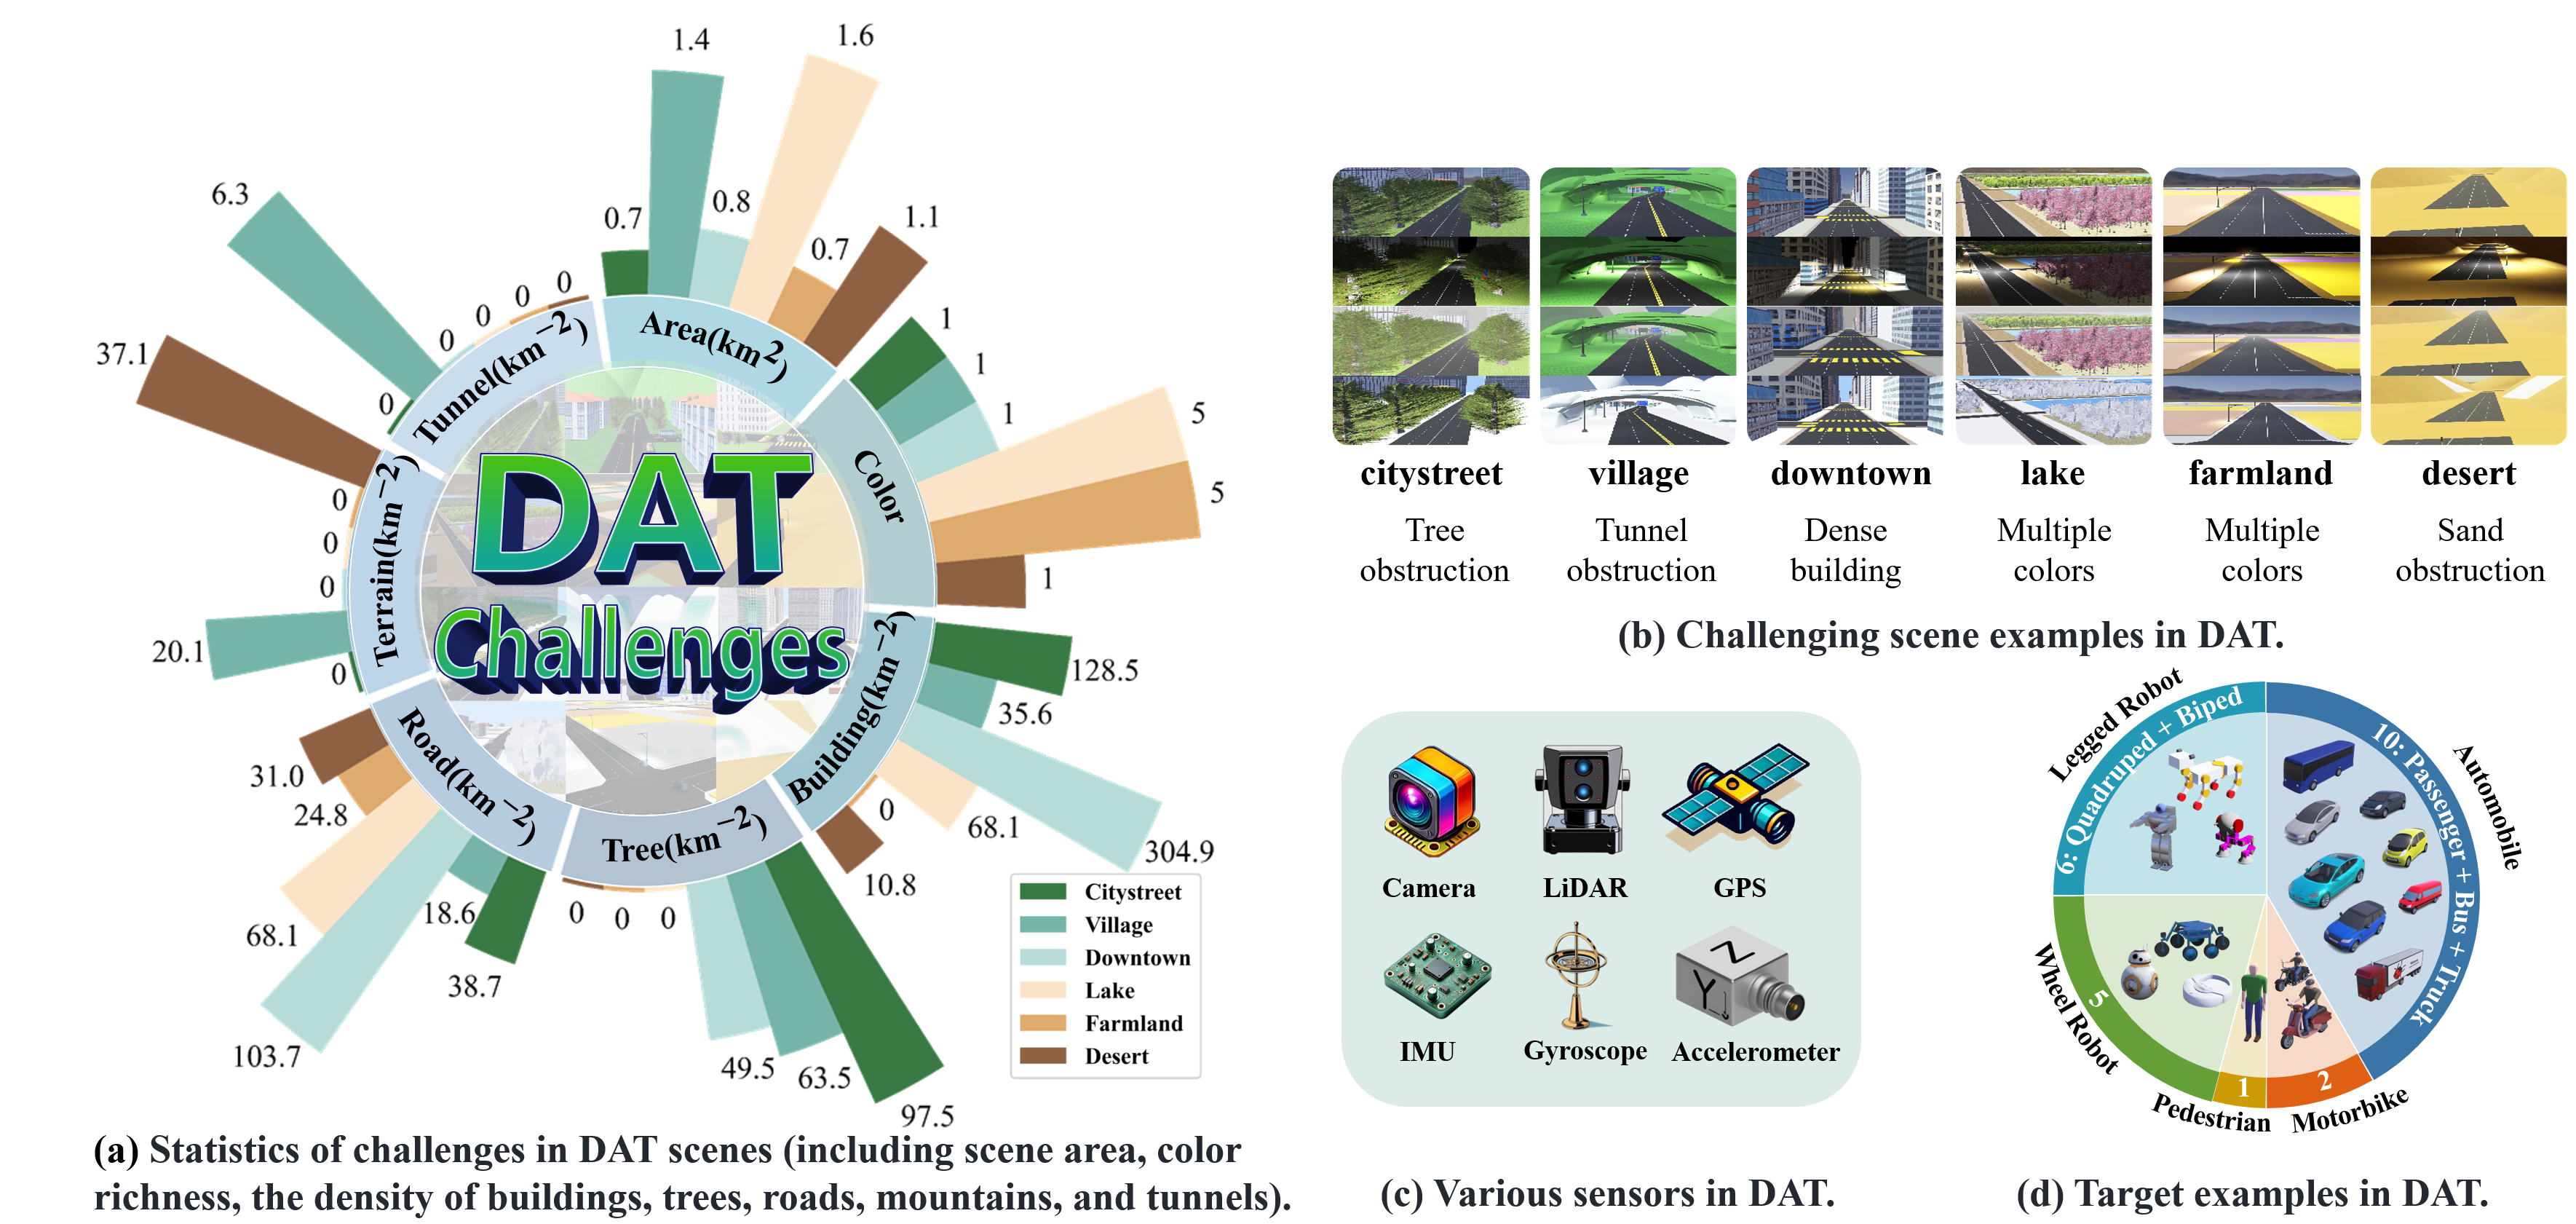 1.4
1.6
0.7
0.8
0.7
1.1
Area(km²)
1
1
1
5
5
1
Color
128.5
35.6
304.9
68.1
0
10.8
Building(km⁻²)
97.5
63.5
49.5
0
0
0
Tree(km⁻²)
38.7
18.6
103.7
68.1
24.8
31.0
Road(km⁻²)
0
20.1
0
0
0
37.1
Terrain(km⁻²)
0
6.3
0
0
0
0
Tunnel(km⁻²)
DAT
Challenges
Citystreet
Village
Downtown
Lake
Farmland
Desert
(a) Statistics of challenges in DAT scenes (including scene area, color
richness, the density of buildings, trees, roads, mountains, and tunnels).
citystreet
Tree
obstruction
village
Tunnel
obstruction
downtown
Dense
building
lake
Multiple
colors
farmland
Multiple
colors
desert
Sand
obstruction
(b) Challenging scene examples in DAT.
Camera
LiDAR
GPS
IMU
Gyroscope
Accelerometer
Z
Y
(c) Various sensors in DAT.
Legged Robot
6: Quadruped + Biped
10: Passenger + Bus + Truck
Automobile
Wheel Robot
5
Pedestrian
1
Motorbike
2
(d) Target examples in DAT.